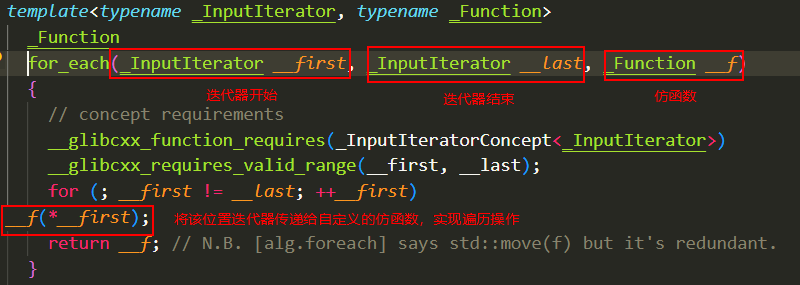 template<typename _InputIterator, typename _Function>
_Function
for_each(_InputIterator __first, _InputIterator __last, _Function __f)
迭代器开始 迭代器结束 仿函数
{
// concept requirements
__glibcxx_function_requires(_InputIteratorConcept<_InputIterator>)
__glibcxx_requires_valid_range(__first, __last);
for (; __first != __last; ++__first)
__f(*__first); 将该位置迭代器传递给自定义的仿函数，实现遍历操作
return __f; // N.B. [alg.foreach] says std::move(f) but it's redundant.
}